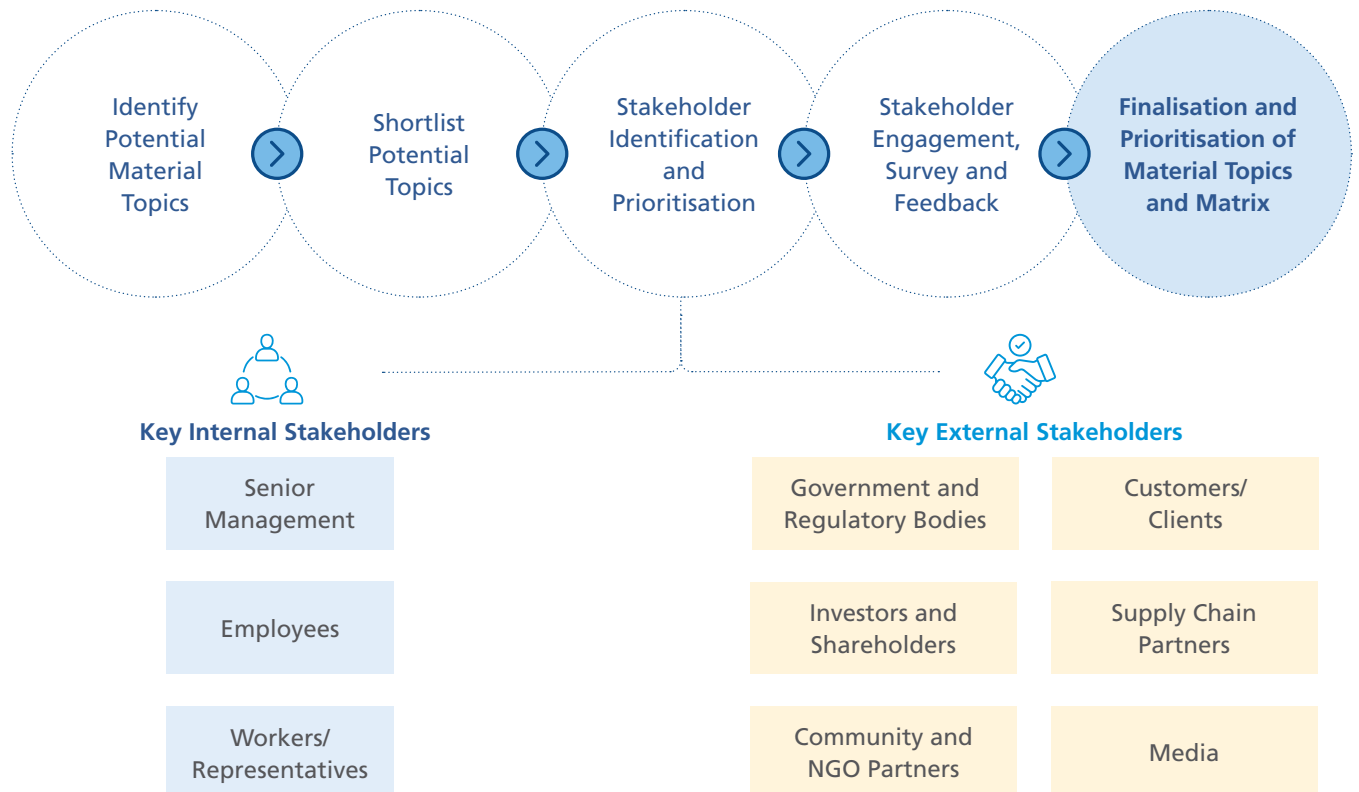 Identify
Potential
Material
Topics
Shortlist
Potential
Topics
Stakeholder
Identification
and
Prioritisation
Stakeholder
Engagement,
Survey and
Feedback
Finalisation and
Prioritisation of
Material Topics
and Matrix
Key Internal Stakeholders
Senior
Management
Employees
Workers/
Representatives
Key External Stakeholders
Government and
Regulatory Bodies
Customers/
Clients
Investors and
Shareholders
Supply Chain
Partners
Community and
NGO Partners
Media